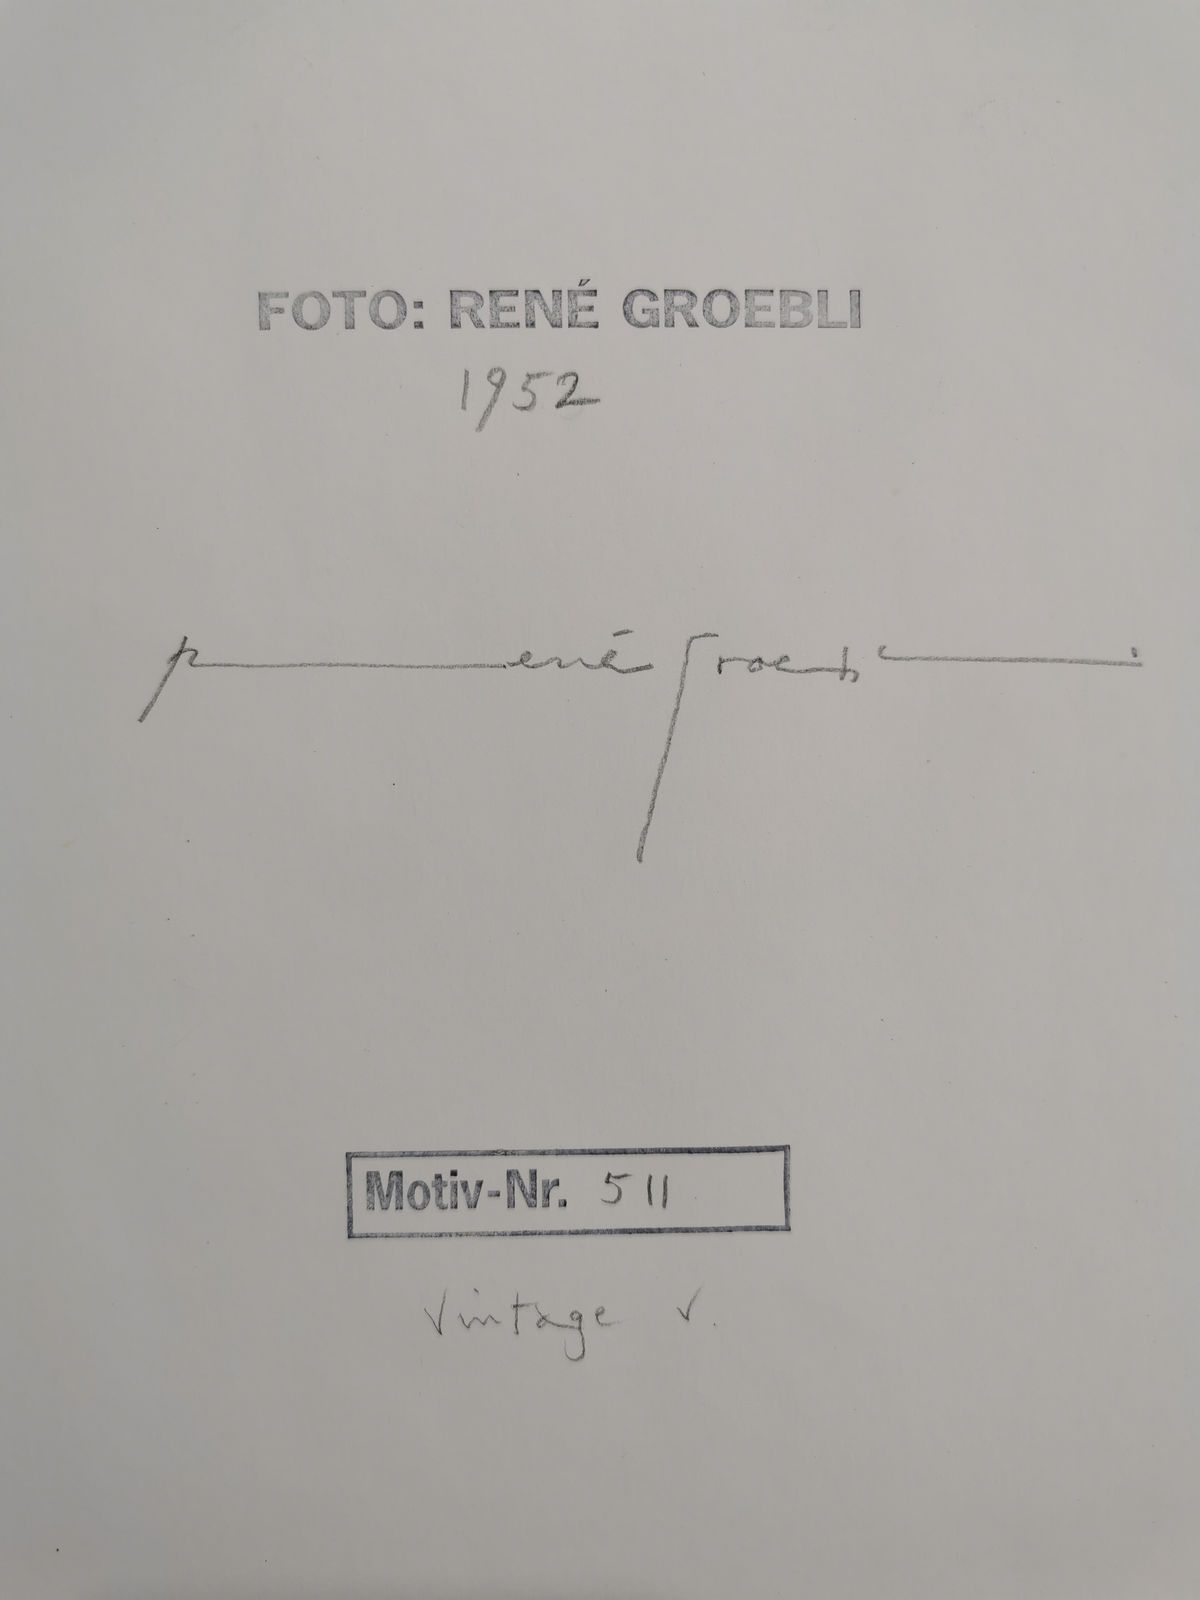 FOTO: RENÉ GROEBLI
1952
René Groebli
Motiv-Nr. 511
Vintage v.